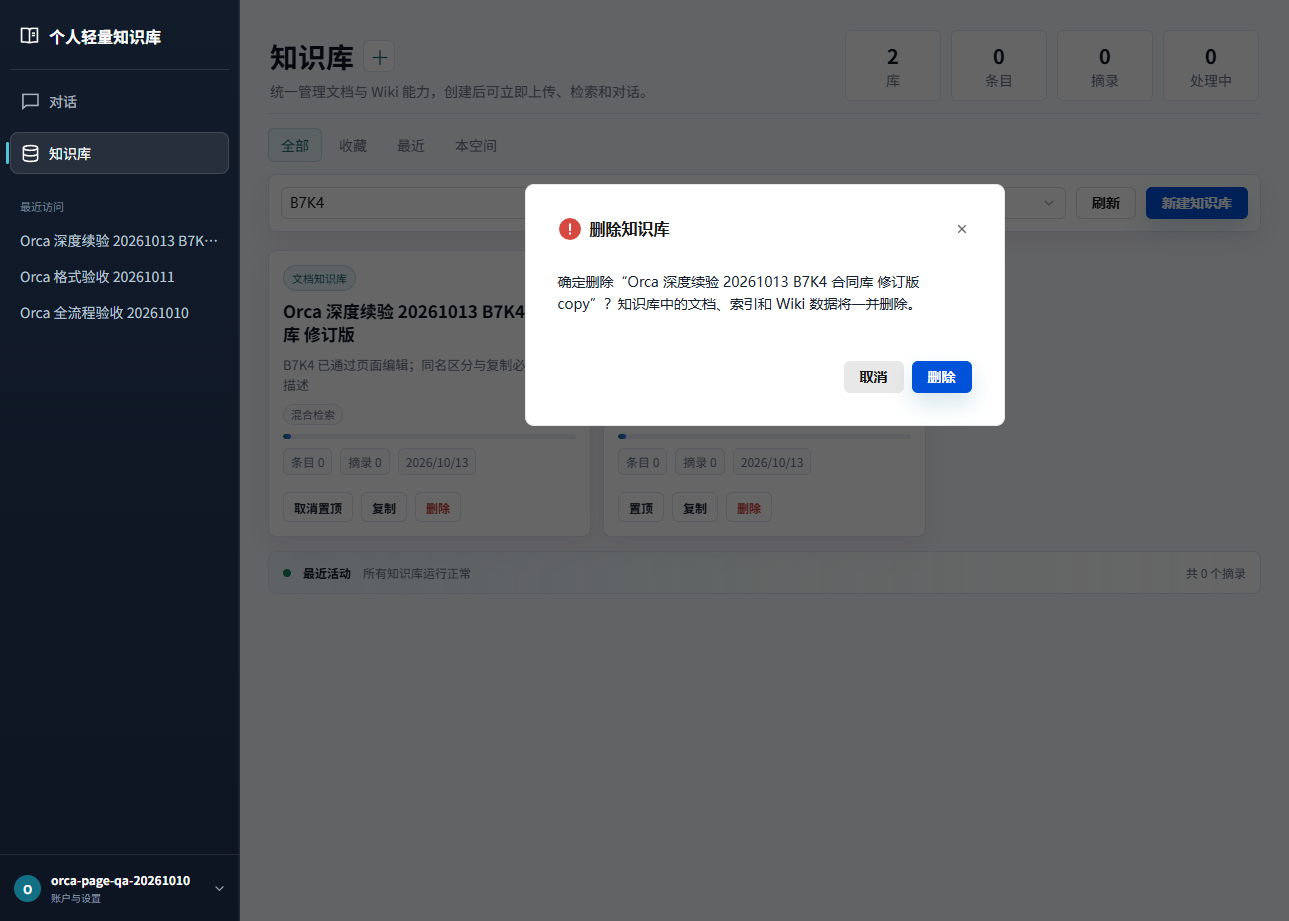 个人轻量知识库
对话
知识库
最近访问
Orca 深度续验 20261013 B7K…
Orca 格式验收 20261011
Orca 全流程验收 20261010
orca-page-qa-20261010
账户与设置
O
知识库
统一管理文档与 Wiki 能力，创建后可立即上传、检索和对话。
2
库
0
条目
0
摘录
0
处理中
全部 收藏 最近 本空间
B7K4
刷新
新建知识库
文档知识库
Orca 深度续验 20261013 B7K4
库 修订版
B7K4 已通过页面编辑；同名区分与复制必
描述
混合检索
条目 0 摘录 0 2026/10/13
取消置顶 复制 删除
条目 0 摘录 0 2026/10/13
置顶 复制 删除
最近活动 所有知识库运行正常
共 0 个摘录
删除知识库
确定删除“Orca 深度续验 20261013 B7K4 合同库 修订版
copy”？知识库中的文档、索引和 Wiki 数据将一并删除。
取消 删除